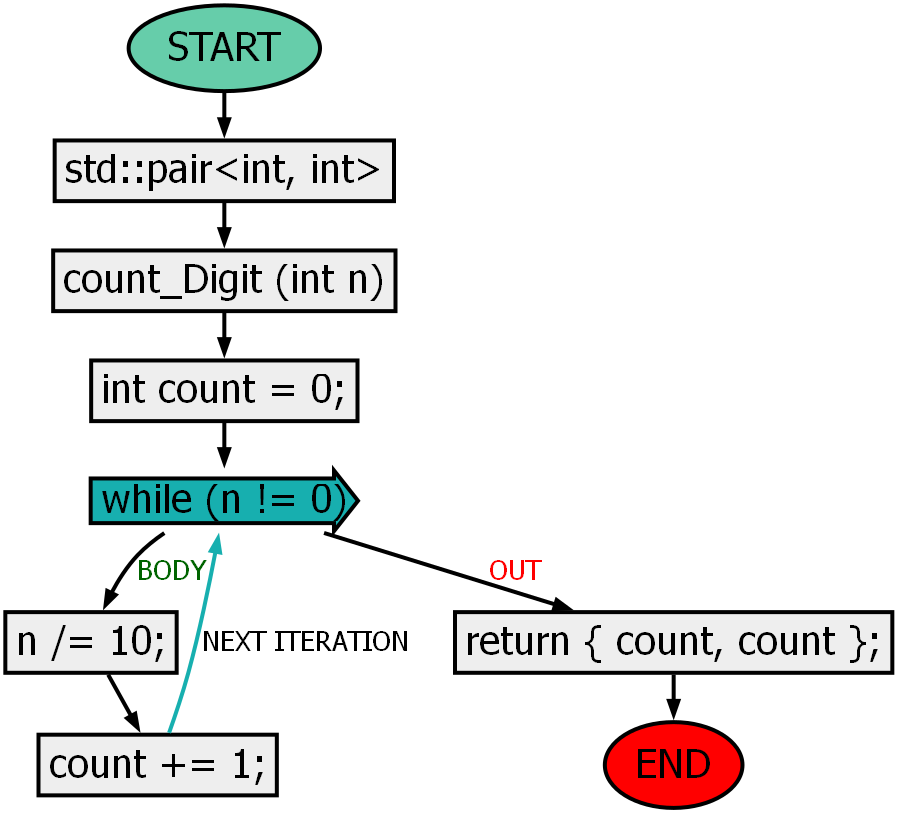 START
std::pair<int, int>
count_Digit (int n)
int count = 0;
while (n != 0)
BODY
OUT
n /= 10;
NEXT ITERATION
return { count, count };
count += 1;
END